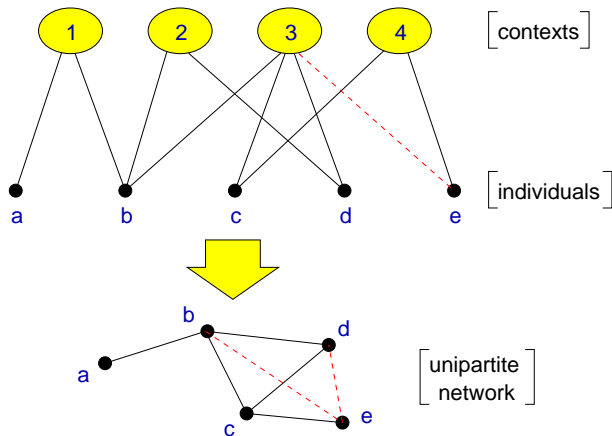 1 2 3 4 contexts
a b c d e individuals
b d
a
unipartite
network
c e